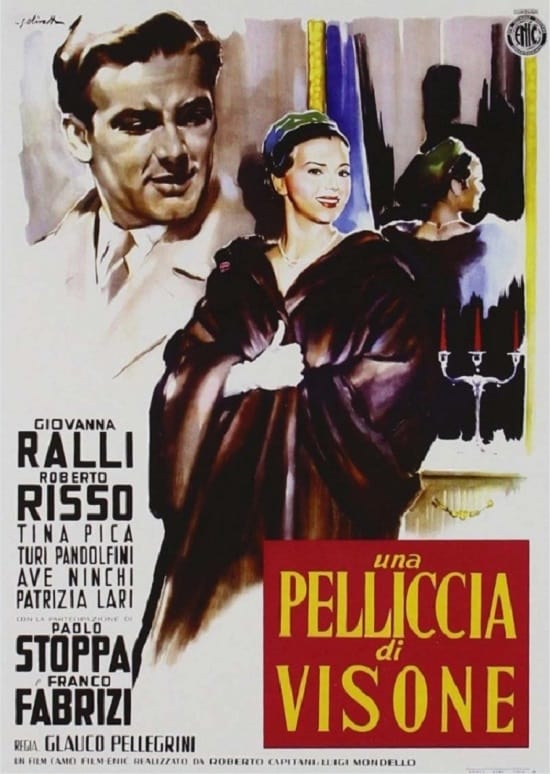 ENIC
GIOVANNA
RALLI
ROBERTO
RISSO
TINA PICA
TURI PANDOLFINI
AVE NINCHI
PATRIZIA LARI
CON LA PARTECIPAZIONE DI
PAOLO
STOPPA
e FRANCO
FABRIZI
REGIA GLAUCO PELLEGRINI
una
PELLICCIA
di
VISONE
UN FILM CAMO FILM-ENIC REALIZZATO DA ROBERTO CAPITANI: LUIGI MONDELLO